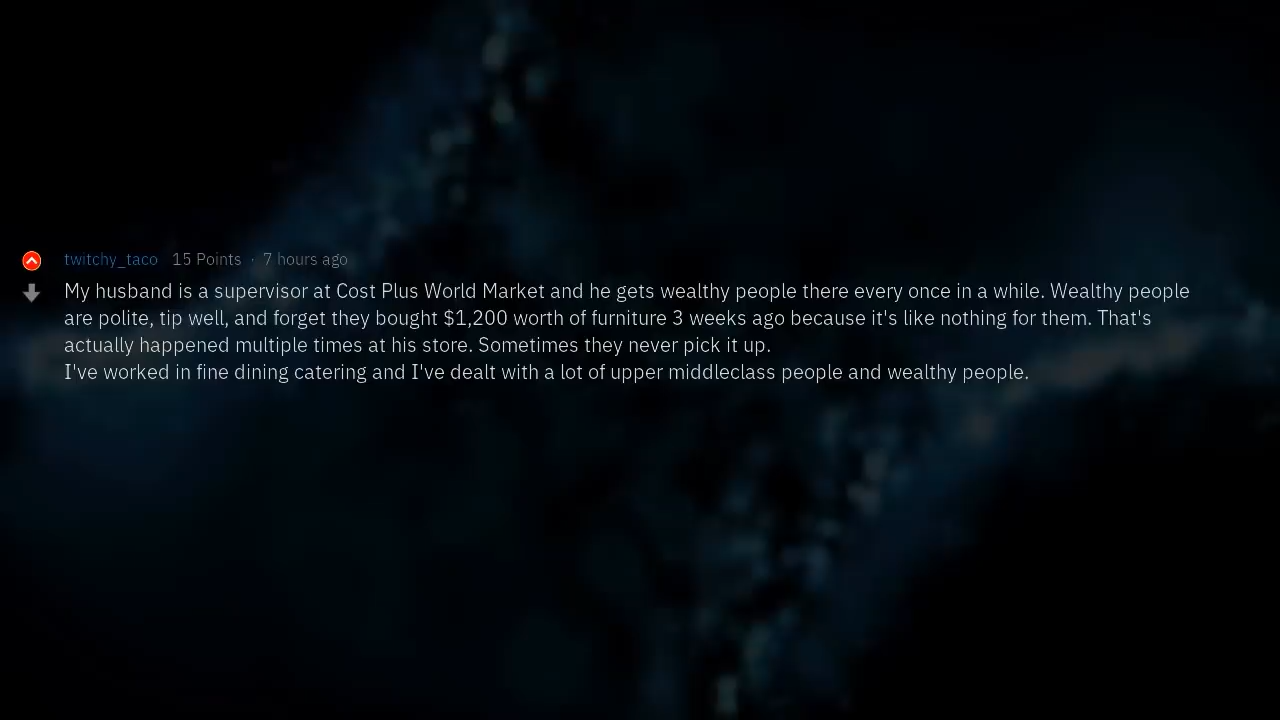 twitchy_taco 15 Points · 7 hours ago
My husband is a supervisor at Cost Plus World Market and he gets wealthy people there every once in a while. Wealthy people
are polite, tip well, and forget they bought $1,200 worth of furniture 3 weeks ago because it's like nothing for them. That's
actually happened multiple times at his store. Sometimes they never pick it up.
I've worked in fine dining catering and I've dealt with a lot of upper middleclass people and wealthy people.